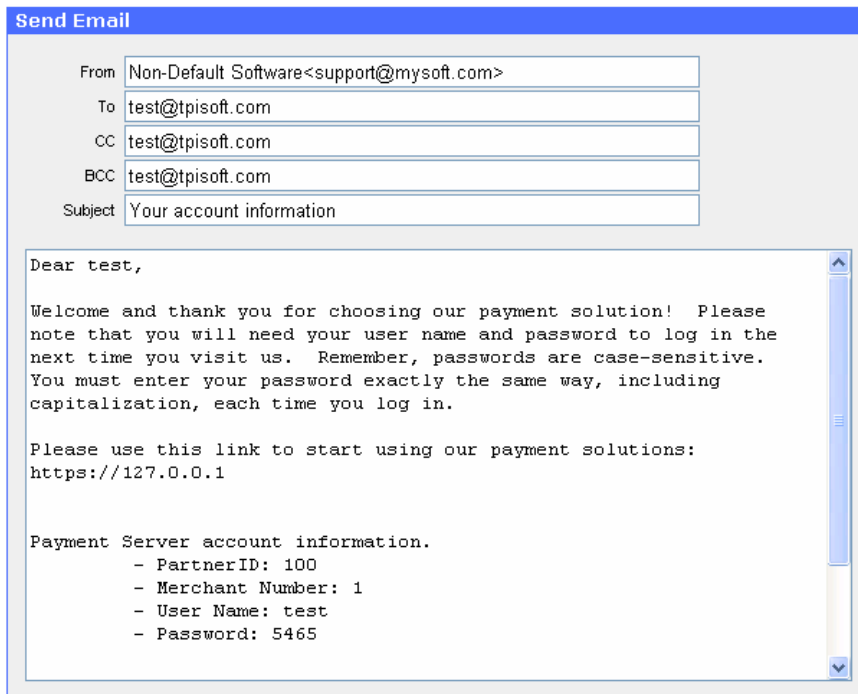 Send Email
From Non-Default Software<support@mysoft.com>
To test@tpisoft.com
CC test@tpisoft.com
BCC test@tpisoft.com
Subject Your account information
Dear test,
Welcome and thank you for choosing our payment solution!  Please
note that you will need your user name and password to log in the
next time you visit us.  Remember, passwords are case-sensitive.
You must enter your password exactly the same way, including
capitalization, each time you log in.
Please use this link to start using our payment solutions:
https://127.0.0.1
Payment Server account information.
- PartnerID: 100
- Merchant Number: 1
- User Name: test
- Password: 5465